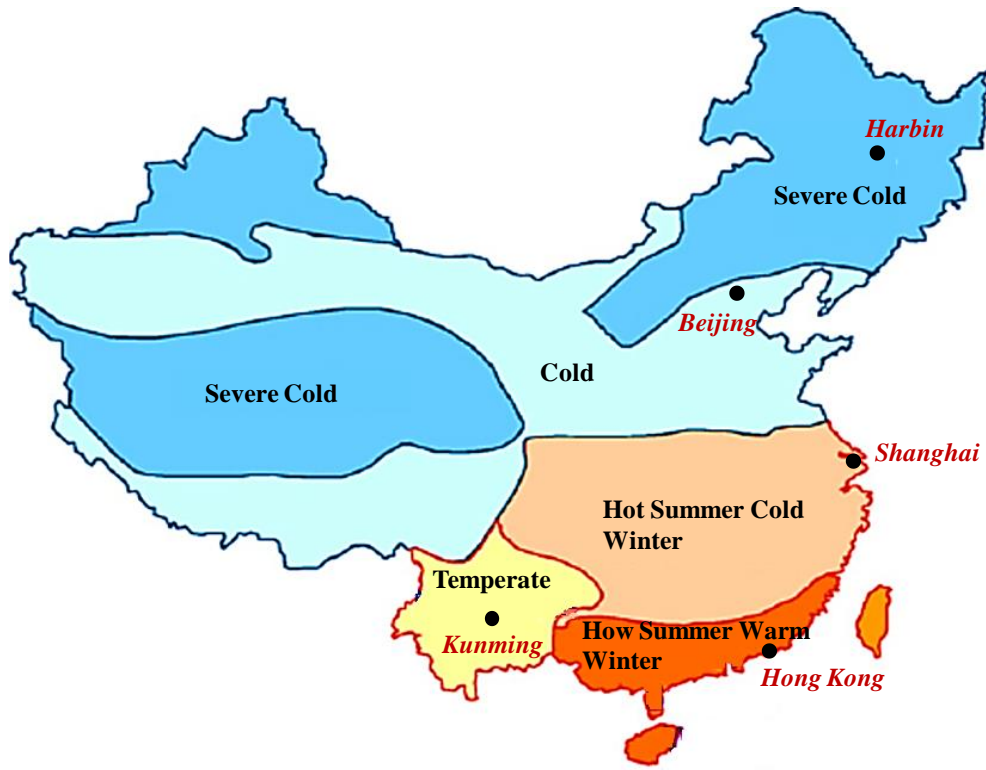 Harbin
Severe Cold
Beijing
Cold
Severe Cold
Shanghai
Hot Summer Cold
Winter
Temperate
How Summer Warm
Winter
Kunming
Hong Kong